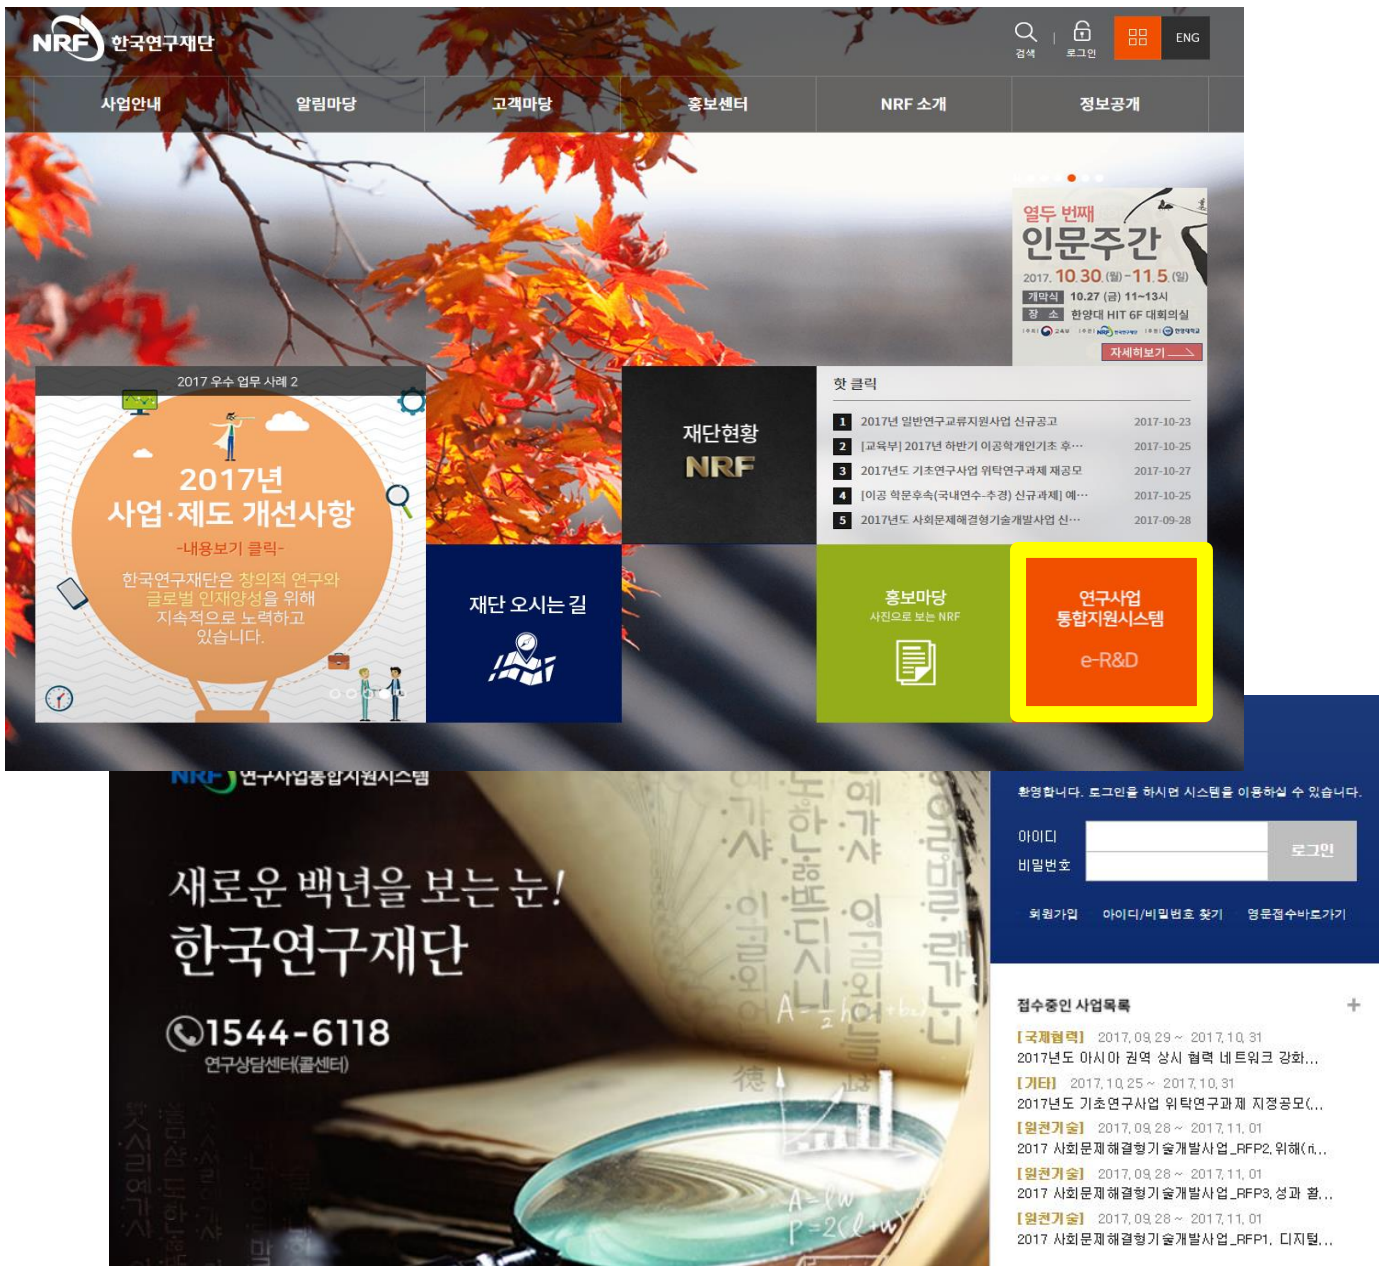 NRF 한국연구재단
검색
로그인
ENG
사업안내
알림마당
고객마당
홍보센터
NRF 소개
정보공개
열두 번째
인문주간
2017. 10.30.(월)-11.5.(일)
개막식 10.27 (금) 11~13시
장 소 한양대 HIT 6F 대회의실
자세히보기
2017 우수 업무 사례 2
2017년
사업·제도 개선사항
-내용보기 클릭-
한국연구재단은 창의적 연구와
글로벌 인재양성을 위해
지속적으로 노력하고
있습니다.
재단현황
NRF
핫 클릭
1 2017년 일반연구교류지원사업 신규공고 2017-10-23
2 [교육부] 2017년 하반기 이공학개인기초 후… 2017-10-25
3 2017년도 기초연구사업 위탁연구과제 재공모 2017-10-27
4 [이공 학문후속(국내연수-추경) 신규과제] 예… 2017-10-25
5 2017년도 사회문제해결형기술개발사업 신… 2017-09-28
재단 오시는 길
홍보마당
사진으로 보는 NRF
연구사업
통합지원시스템
e-R&D
NRF 연구사업통합지원시스템
새로운 백년을 보는 눈!
한국연구재단
1544-6118
연구상담센터(콜센터)
환영합니다. 로그인을 하시면 시스템을 이용하실 수 있습니다.
아이디
비밀번호
로그인
회원가입
아이디/비밀번호 찾기
영문접수바로가기
접수중인 사업목록 +
[국제협력] 2017.09.29 ~ 2017.10.31
2017년도 아시아 권역 상시 협력 네트워크 강화...
[기타] 2017.10.25 ~ 2017.10.31
2017년도 기초연구사업 위탁연구과제 지정공모(...
[원천기술] 2017.09.28 ~ 2017.11.01
2017 사회문제해결형기술개발사업_RFP2.위해(ri...
[원천기술] 2017.09.28 ~ 2017.11.01
2017 사회문제해결형기술개발사업_RFP3.성과 활...
[원천기술] 2017.09.28 ~ 2017.11.01
2017 사회문제해결형기술개발사업_RFP1. 디지털...